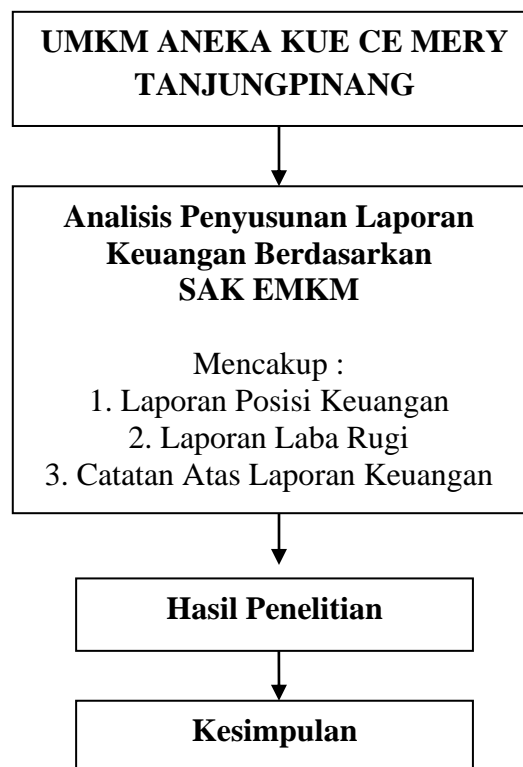 UMKM ANEKA KUE CE MERY
TANJUNGPINANG
Analisis Penyusunan Laporan
Keuangan Berdasarkan
SAK EMKM
Mencakup :
1. Laporan Posisi Keuangan
2. Laporan Laba Rugi
3. Catatan Atas Laporan Keuangan
Hasil Penelitian
Kesimpulan